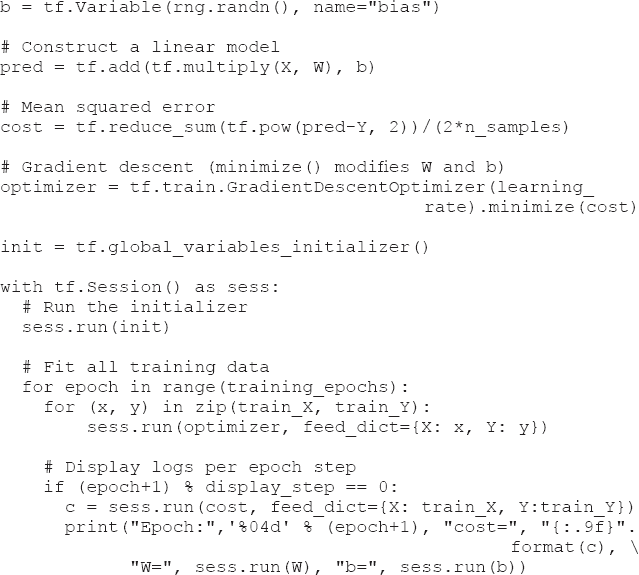 b = tf.Variable(rng.randn(), name="bias")
# Construct a linear model
pred = tf.add(tf.multiply(X, W), b)
# Mean squared error
cost = tf.reduce_sum(tf.pow(pred-Y, 2))/(2*n_samples)
# Gradient descent (minimize() modifies W and b)
optimizer = tf.train.GradientDescentOptimizer(learning_
rate).minimize(cost)
init = tf.global_variables_initializer()
with tf.Session() as sess:
# Run the initializer
sess.run(init)
# Fit all training data
for epoch in range(training_epochs):
for (x, y) in zip(train_X, train_Y):
sess.run(optimizer, feed_dict={X: x, Y: y})
# Display logs per epoch step
if (epoch+1) % display_step == 0:
c = sess.run(cost, feed_dict={X: train_X, Y:train_Y})
print("Epoch:",'%04d' % (epoch+1), "cost=", "{:.9f}".
format(c), \
"W=", sess.run(W), "b=", sess.run(b))